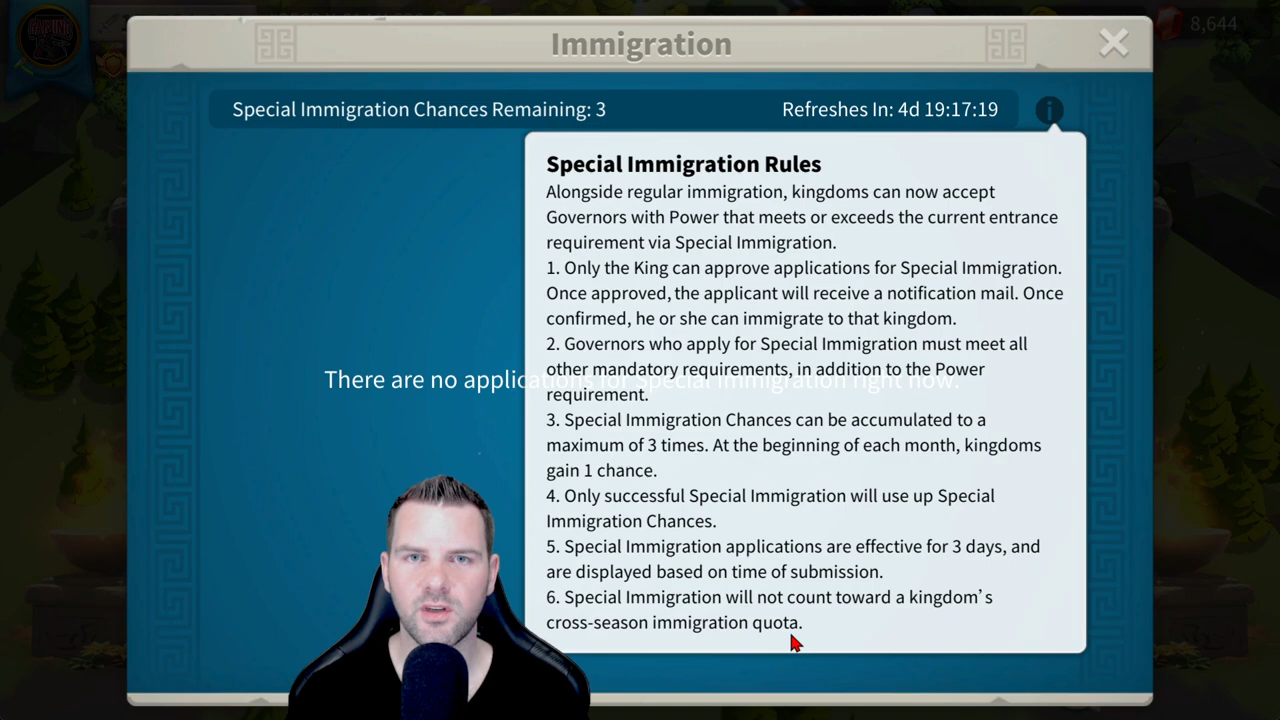 GAMING
8,644
Immigration
Special Immigration Chances Remaining: 3
Refreshes In: 4d 19:17:19
i
Special Immigration Rules
Alongside regular immigration, kingdoms can now accept
Governors with Power that meets or exceeds the current entrance
requirement via Special Immigration.
1. Only the King can approve applications for Special Immigration.
Once approved, the applicant will receive a notification mail. Once
confirmed, he or she can immigrate to that kingdom.
2. Governors who apply for Special Immigration must meet all
other mandatory requirements, in addition to the Power
requirement.
3. Special Immigration Chances can be accumulated to a
maximum of 3 times. At the beginning of each month, kingdoms
gain 1 chance.
4. Only successful Special Immigration will use up Special
Immigration Chances.
5. Special Immigration applications are effective for 3 days, and
are displayed based on time of submission.
6. Special Immigration will not count toward a kingdom's
cross-season immigration quota.
There are no applications for Special Immigration right now.